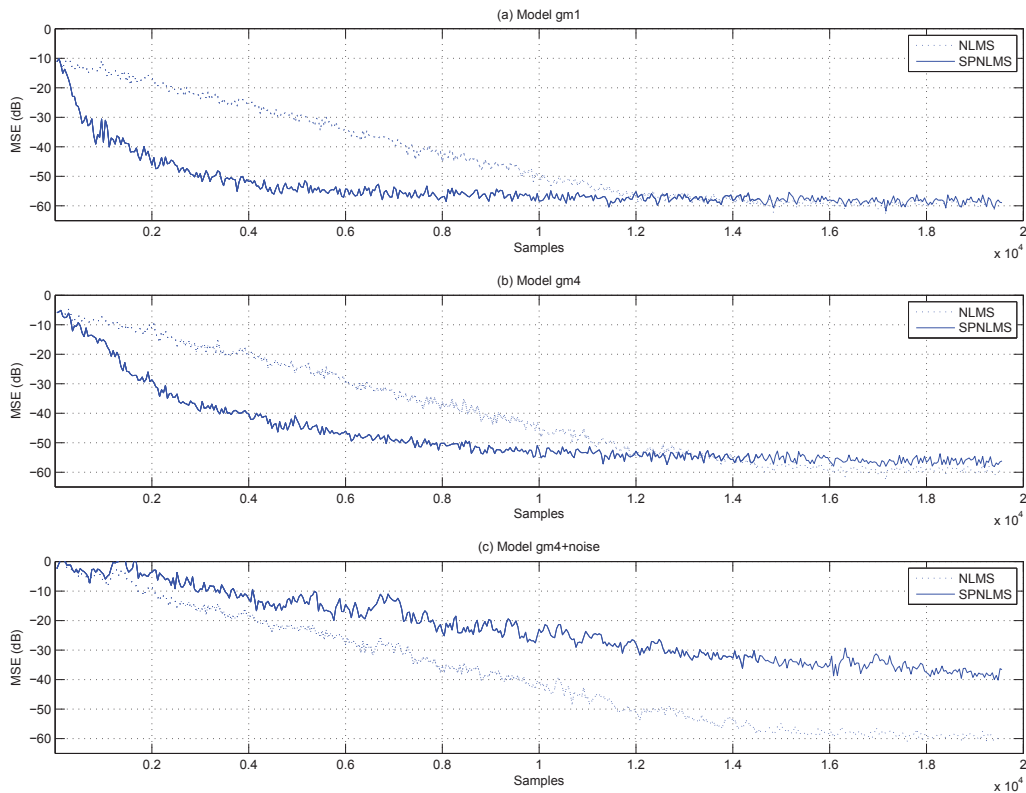 (a) Model gm1
0
−10
−20
−30
−40
−50
−60
MSE (dB)
NLMS
SPNLMS
0.2 0.4 0.6 0.8 1 1.2 1.4 1.6 1.8 2
Samples
x 10^4
(b) Model gm4
0
−10
−20
−30
−40
−50
−60
MSE (dB)
NLMS
SPNLMS
0.2 0.4 0.6 0.8 1 1.2 1.4 1.6 1.8 2
Samples
x 10^4
(c) Model gm4+noise
0
−10
−20
−30
−40
−50
−60
MSE (dB)
NLMS
SPNLMS
0.2 0.4 0.6 0.8 1 1.2 1.4 1.6 1.8 2
Samples
x 10^4